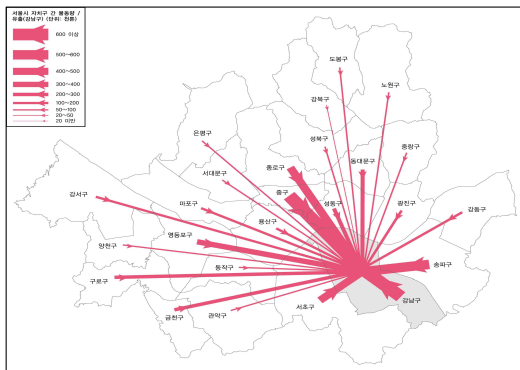 서울시 자치구 간 물동량 /
유출(강남구) (단위: 천톤)
600 이상
500~600
400~500
300~400
200~300
100~200
50~100
20~50
20 미만
도봉구
노원구
강북구
은평구
성북구
중랑구
서대문구
종로구
동대문구
강서구
중구
마포구
성동구
광진구
강동구
용산구
영등포구
양천구
동작구
송파구
구로구
서초구
강남구
금천구
관악구